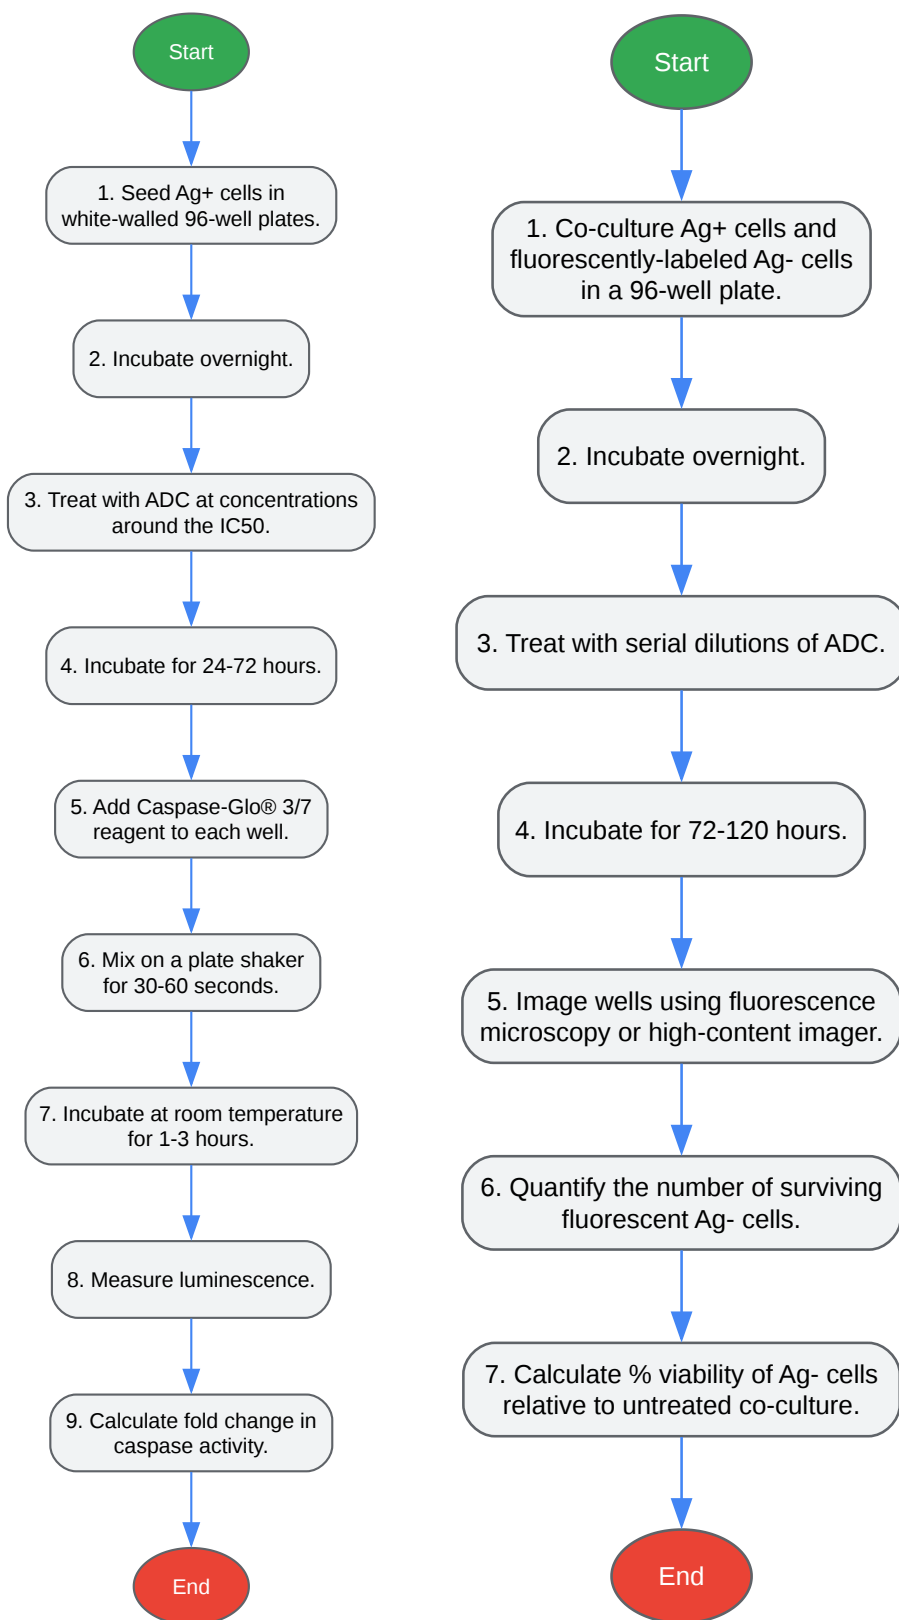 Start
1. Seed Ag+ cells in
white-walled 96-well plates.
2. Incubate overnight.
3. Treat with ADC at concentrations
around the IC50.
4. Incubate for 24-72 hours.
5. Add Caspase-Glo® 3/7
reagent to each well.
6. Mix on a plate shaker
for 30-60 seconds.
7. Incubate at room temperature
for 1-3 hours.
8. Measure luminescence.
9. Calculate fold change in
caspase activity.
End
Start
1. Co-culture Ag+ cells and
fluorescently-labeled Ag- cells
in a 96-well plate.
2. Incubate overnight.
3. Treat with serial dilutions of ADC.
4. Incubate for 72-120 hours.
5. Image wells using fluorescence
microscopy or high-content imager.
6. Quantify the number of surviving
fluorescent Ag- cells.
7. Calculate % viability of Ag- cells
relative to untreated co-culture.
End